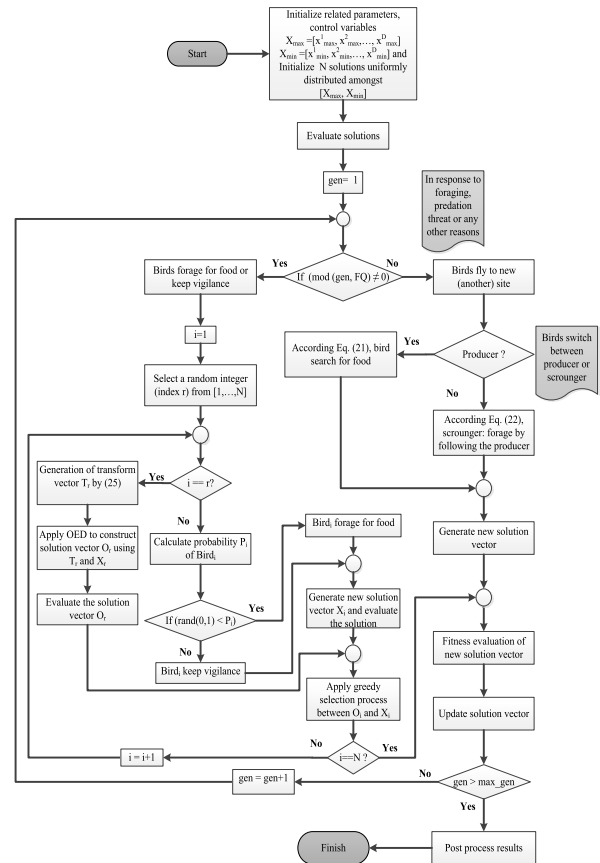 Initialize related parameters,
control variables
Xmax =[x¹max, x²max,…, xᴰmax]
Xmin =[x¹min, x²min,…, xᴰmin] and
Initialize N solutions uniformly
distributed amongst
[Xmax, Xmin]
Start
Evaluate solutions
gen= 1
In response to
foraging,
predation
threat or any
other reasons
Yes
No
Birds forage for food or
keep vigilance
If (mod (gen, FQ) ≠ 0)
Birds fly to new
(another) site
i=1
According Eq. (21), bird
search for food
Yes
Producer ?
Birds switch
between
producer or
scrounger
No
Select a random integer
(index r) from [1,…,N]
According Eq. (22),
scrounger: forage by
following the producer
Generation of transform
vector Tr by (25)
Yes
i == r?
No
Birdi forage for food
Generate new solution
vector
Apply OED to construct
solution vector Or using
Tr and Xr
Calculate probability Pi
of Birdi
Evaluate the solution
vector Or
If (rand(0,1) < Pi)
Yes
Generate new solution
vector Xi and evaluate
the solution
No
Birdi keep vigilance
Fitness evaluation of
new solution vector
Apply greedy
selection process
between Oi and Xi
Update solution vector
i = i+1
No
i==N ?
Yes
gen = gen+1
No
gen > max_gen
Yes
Finish
Post process results